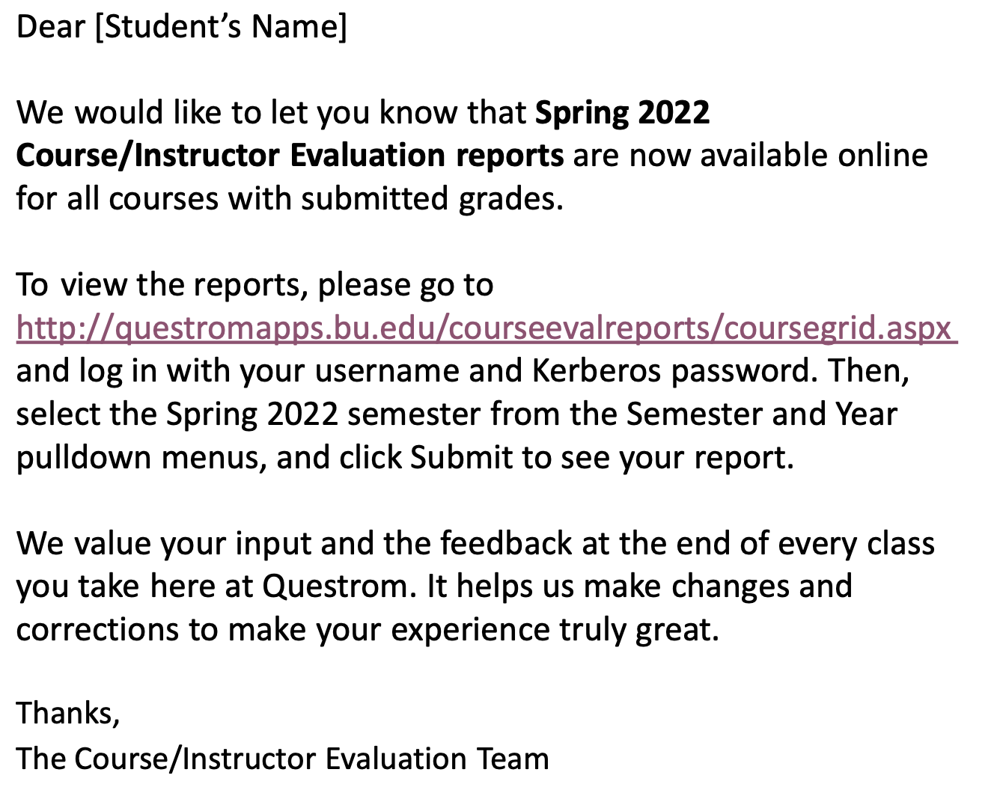 Dear [Student’s Name]
We would like to let you know that Spring 2022
Course/Instructor Evaluation reports are now available online
for all courses with submitted grades.
To view the reports, please go to
http://questromapps.bu.edu/courseevalreports/coursegrid.aspx
and log in with your username and Kerberos password. Then,
select the Spring 2022 semester from the Semester and Year
pulldown menus, and click Submit to see your report.
We value your input and the feedback at the end of every class
you take here at Questrom. It helps us make changes and
corrections to make your experience truly great.
Thanks,
The Course/Instructor Evaluation Team